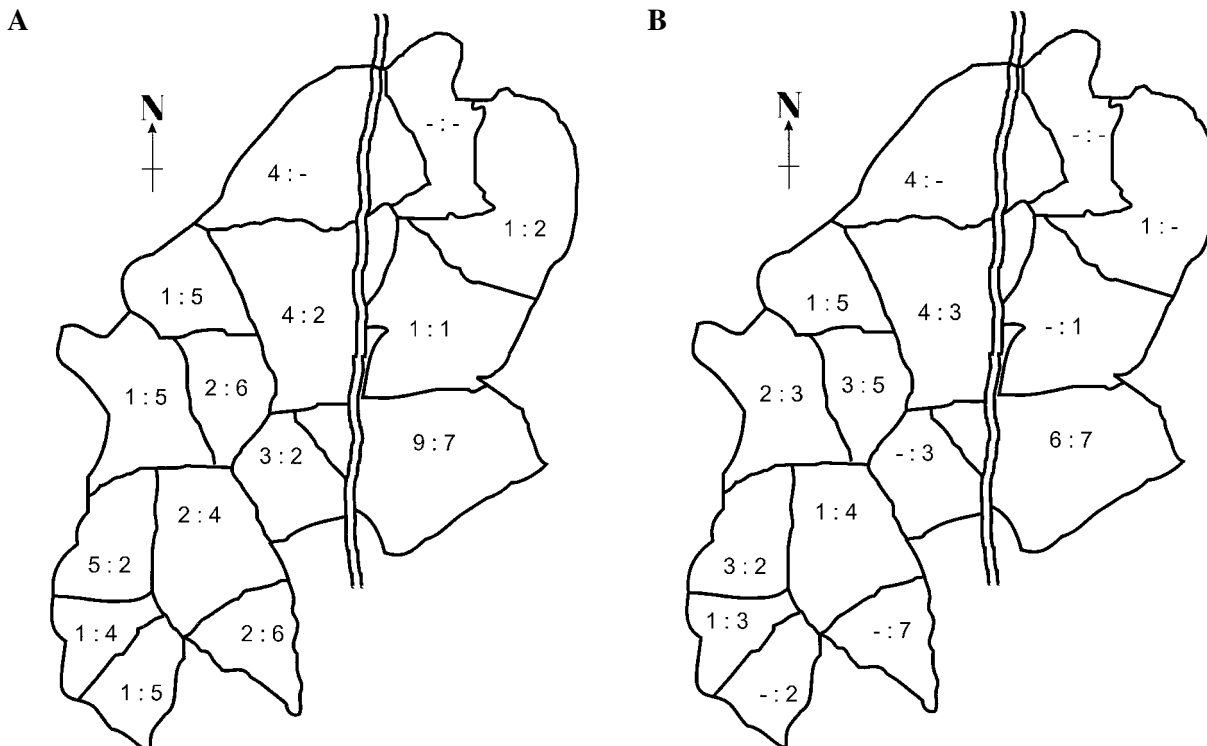 A
N
- : -
4 : -
1 : 2
1 : 5
4 : 2
1 : 1
1 : 5
2 : 6
3 : 2
9 : 7
2 : 4
5 : 2
1 : 4
2 : 6
1 : 5
B
N
- : -
4 : -
1 : -
1 : 5
4 : 3
- : 1
2 : 3
3 : 5
- : 3
6 : 7
1 : 4
3 : 2
1 : 3
- : 7
- : 2